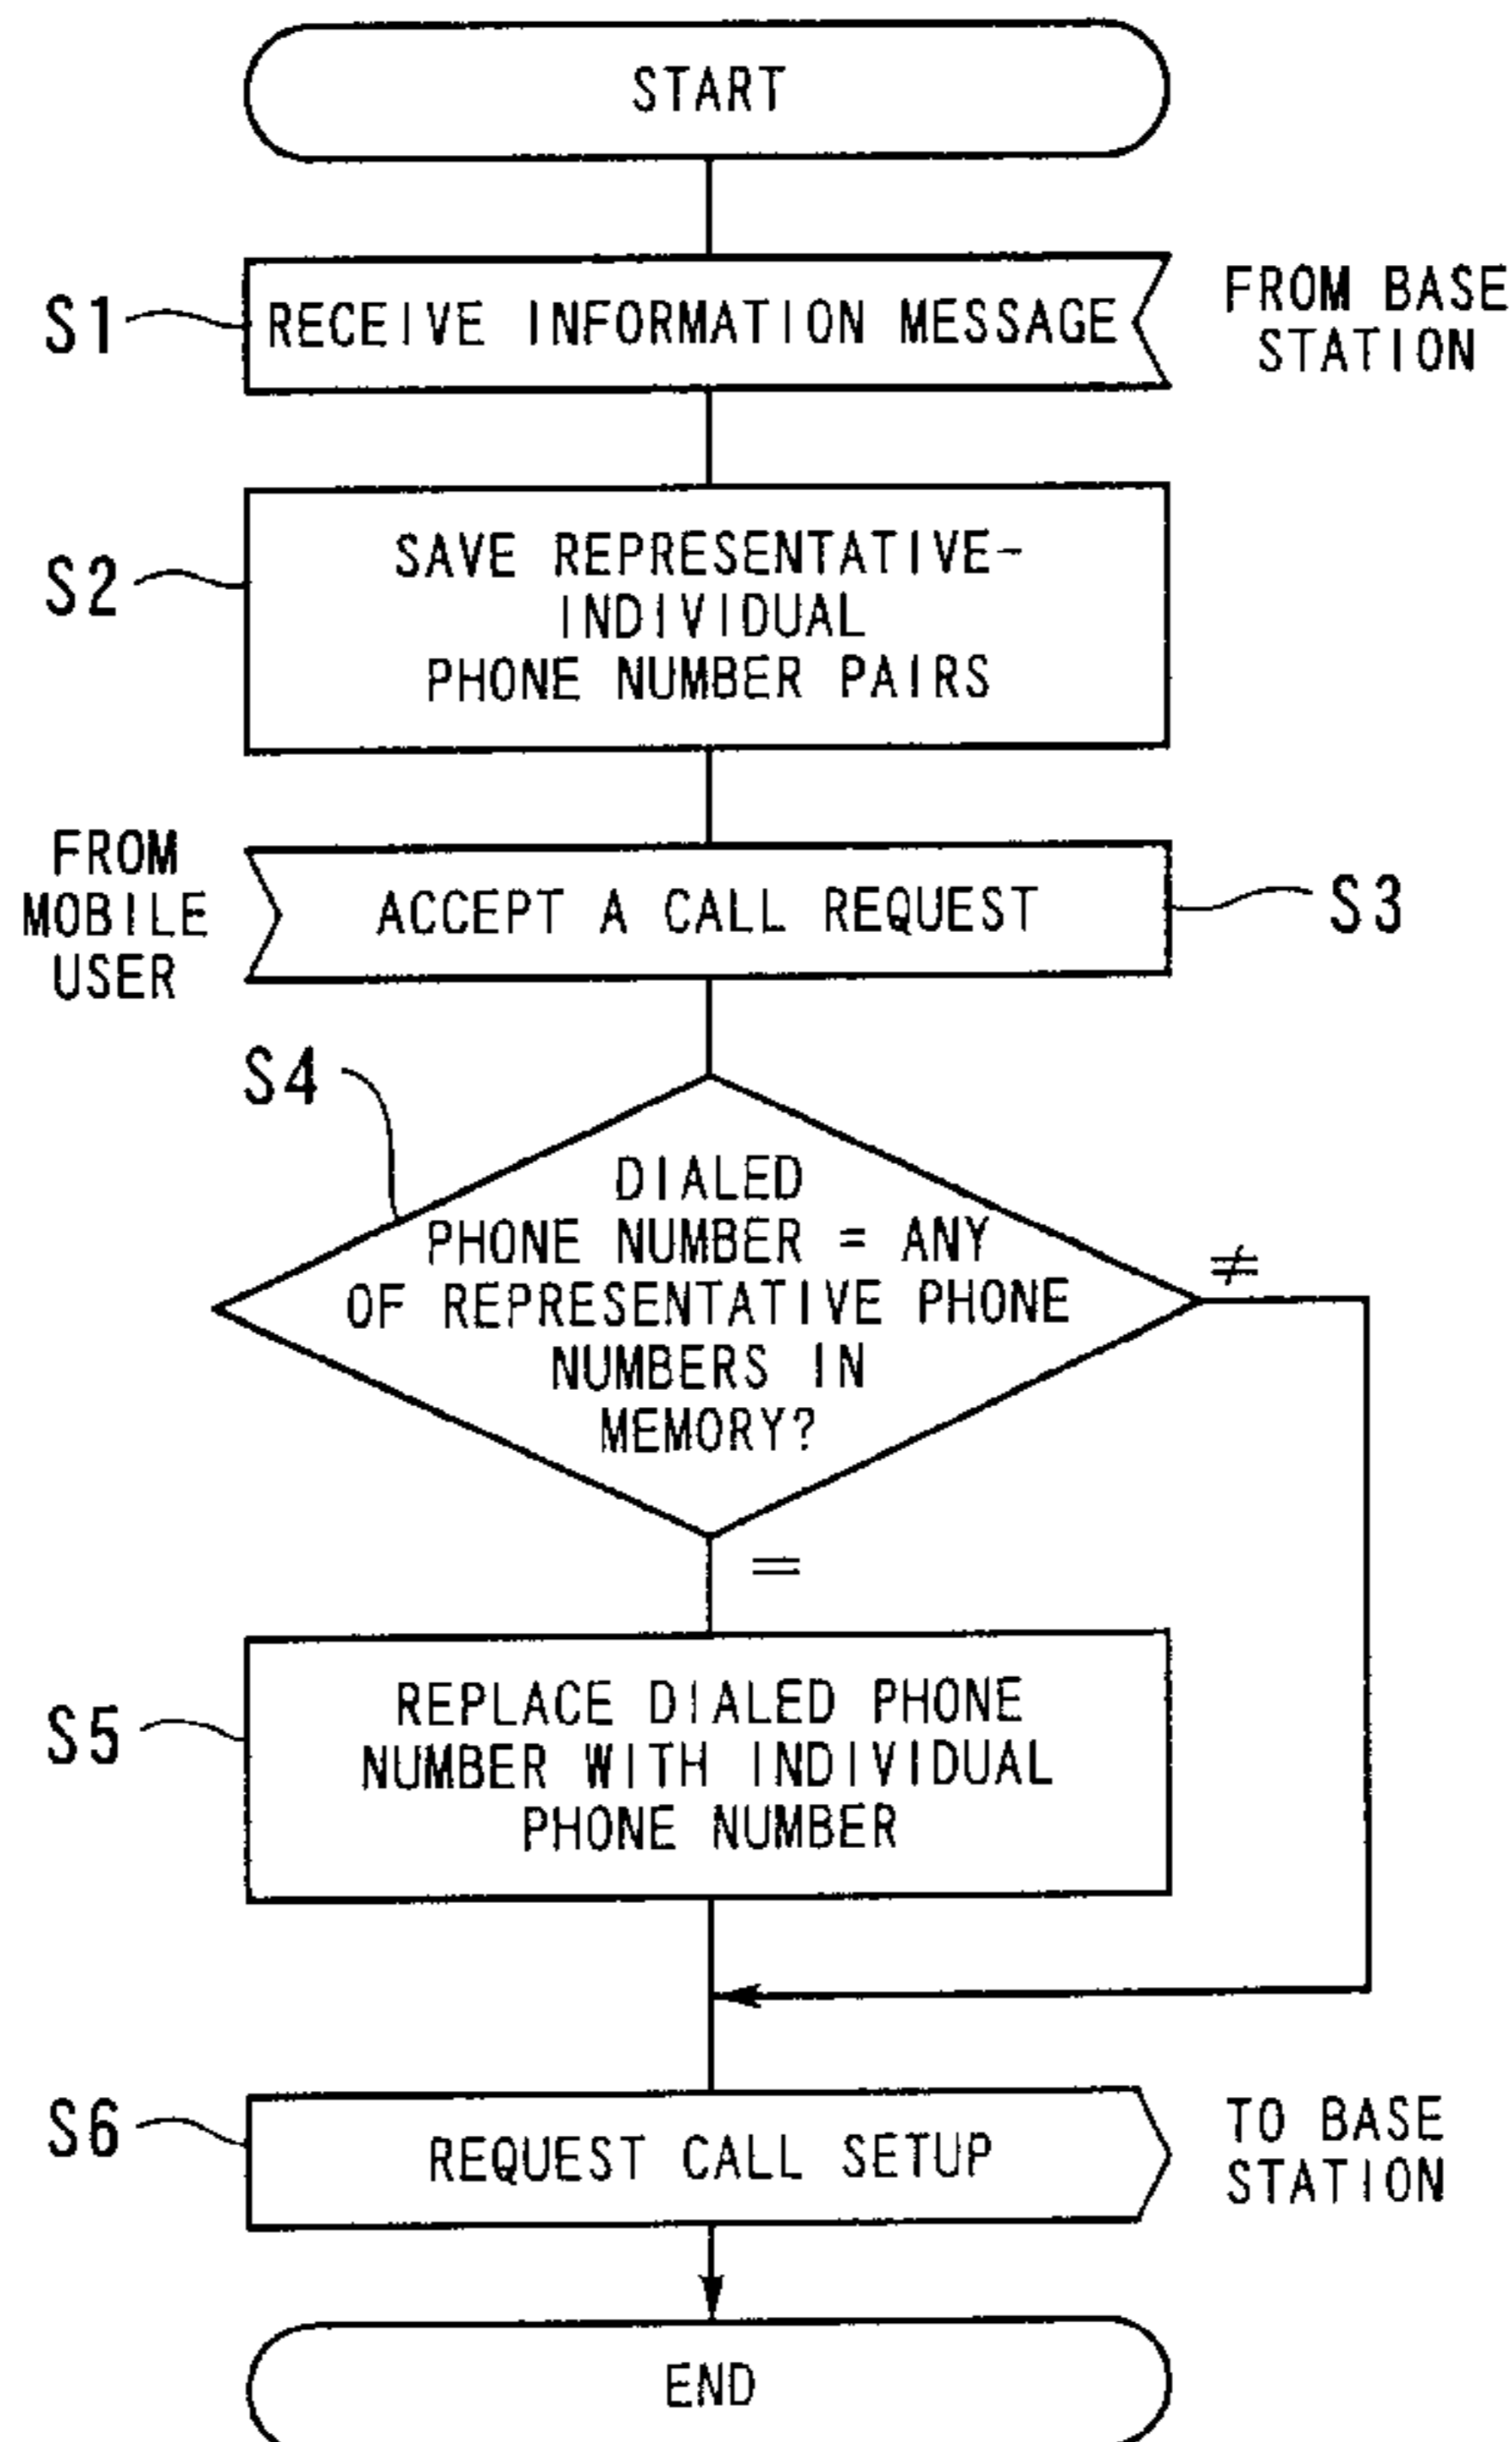 START
S1
RECEIVE INFORMATION MESSAGE
FROM BASE
STATION
S2
SAVE REPRESENTATIVE-
INDIVIDUAL
PHONE NUMBER PAIRS
FROM
MOBILE
USER
ACCEPT A CALL REQUEST
S3
S4
DIALED
PHONE NUMBER = ANY
OF REPRESENTATIVE PHONE
NUMBERS IN
MEMORY?
≠
=
S5
REPLACE DIALED PHONE
NUMBER WITH INDIVIDUAL
PHONE NUMBER
S6
REQUEST CALL SETUP
TO BASE
STATION
END